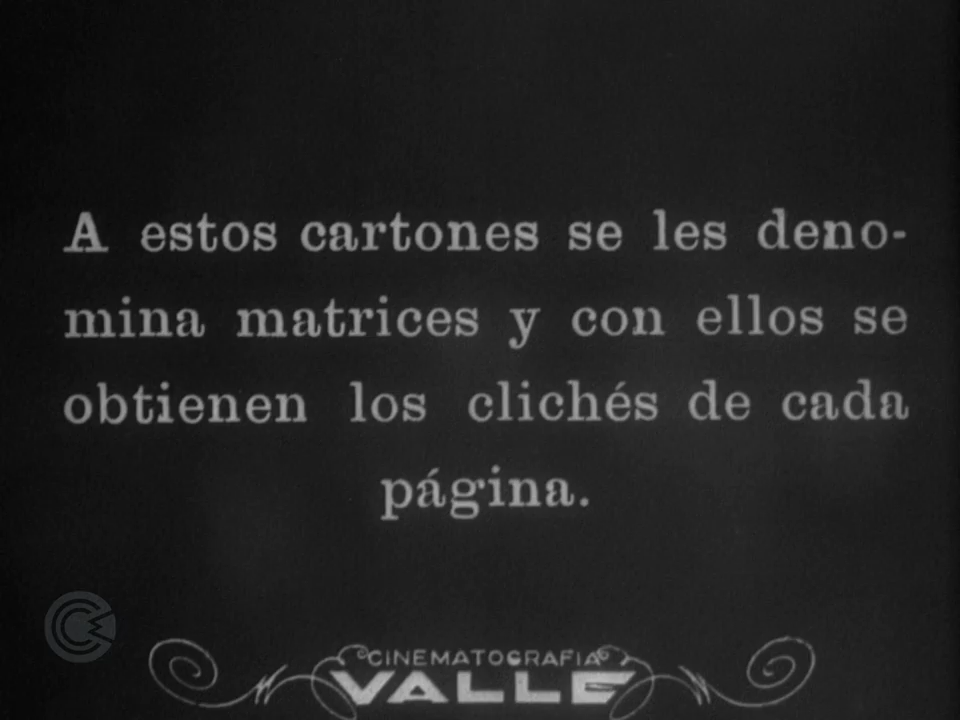 A estos cartones se les deno-
mina matrices y con ellos se
obtienen los clichés de cada
página.
CINEMATOGRAFIA
VALLE